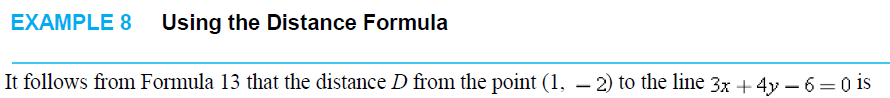 EXAMPLE 8 Using the Distance Formula
It follows from Formula 13 that the distance D from the point (1, − 2) to the line 3x + 4y − 6 = 0 is